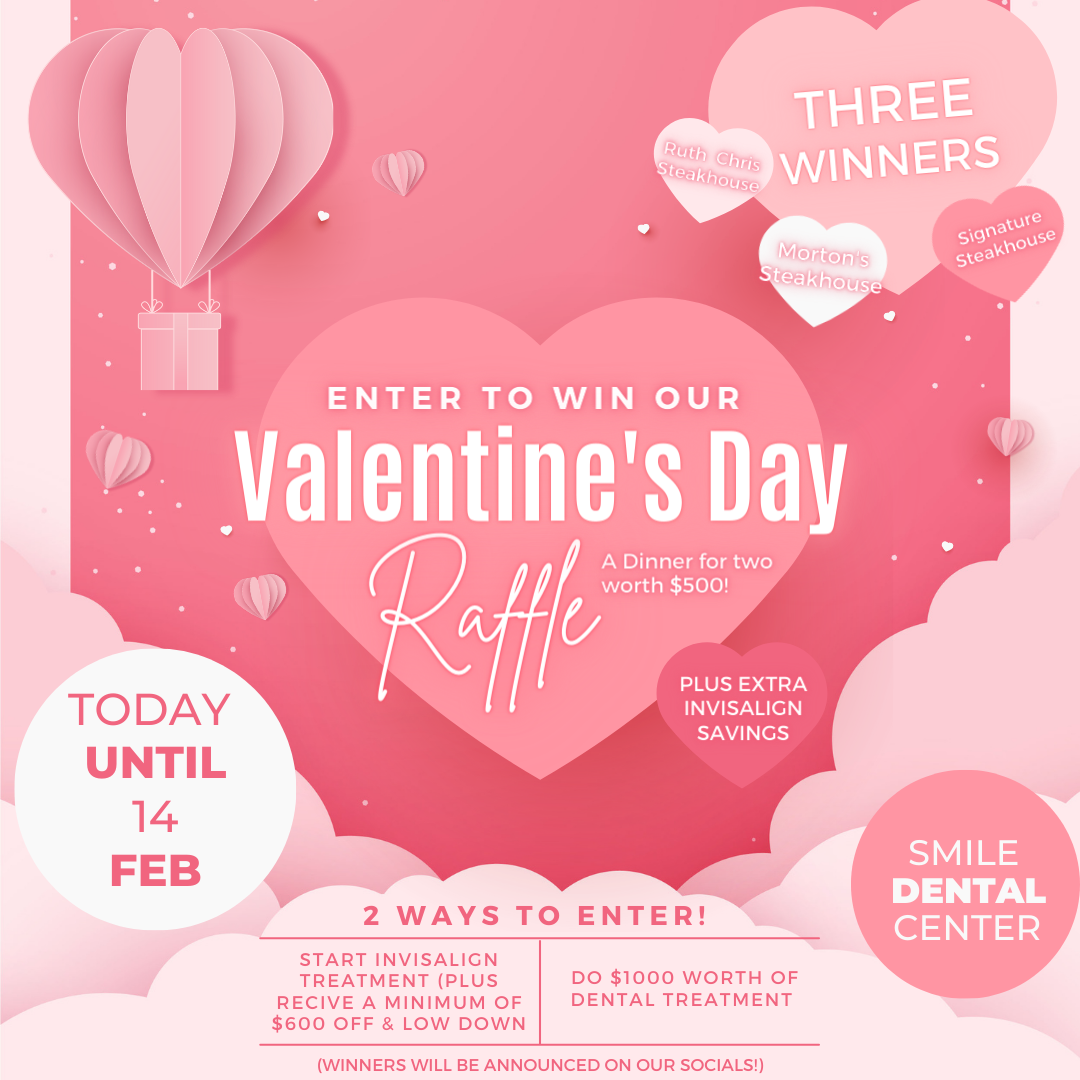 THREE
WINNERS
Ruth Chris
Steakhouse
Morton's
Steakhouse
Signature
Steakhouse
ENTER TO WIN OUR
Valentine's Day
Raffle
A Dinner for two
worth $500!
PLUS EXTRA
INVISALIGN
SAVINGS
TODAY
UNTIL
14
FEB
SMILE
DENTAL
CENTER
2 WAYS TO ENTER!
START INVISALIGN
TREATMENT (PLUS
RECIVE A MINIMUM OF
$600 OFF & LOW DOWN
DO $1000 WORTH OF
DENTAL TREATMENT
(WINNERS WILL BE ANNOUNCED ON OUR SOCIALS!)